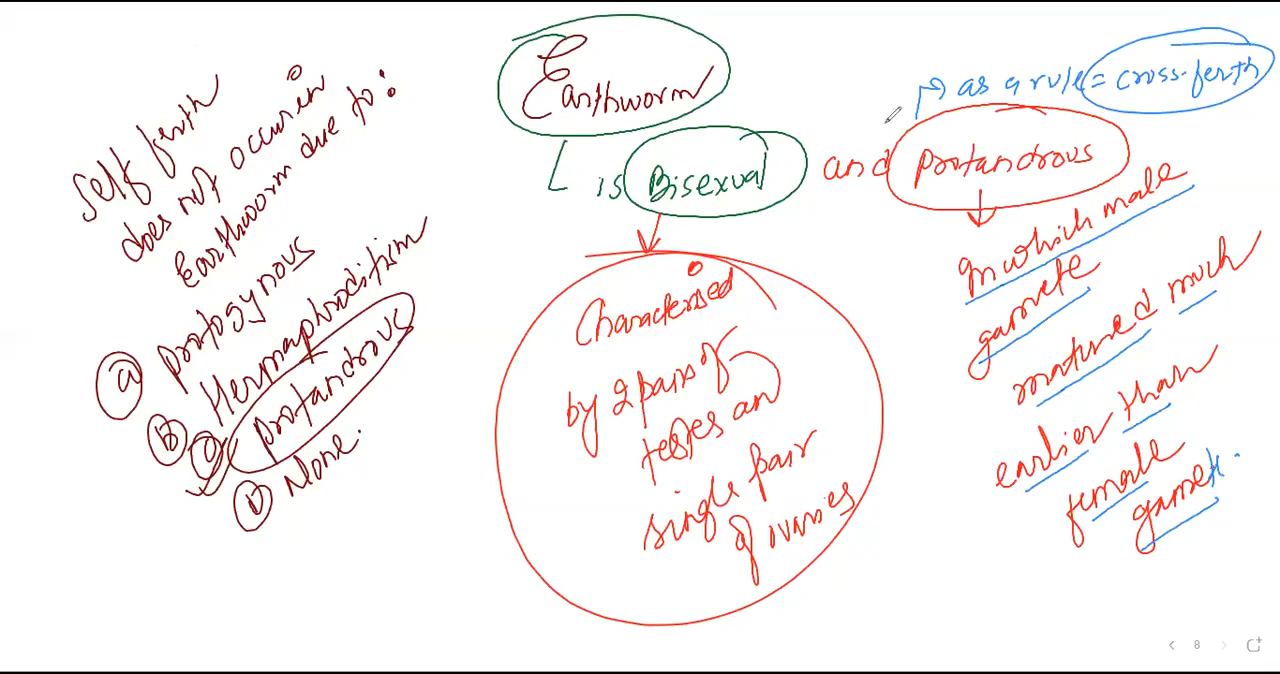 Earthworm
is Bisexual and Protandrous
→ as a rule = cross-fertn
Characterised
by 2 pairs of
testes and
single pair
of ovaries
In which male
gamete
matured much
earlier than
female
gamete.
Self fertn
does not occur in
Earthworm due to:
a protogynous
b Hermaphroditism
c protandrous
D None.
8